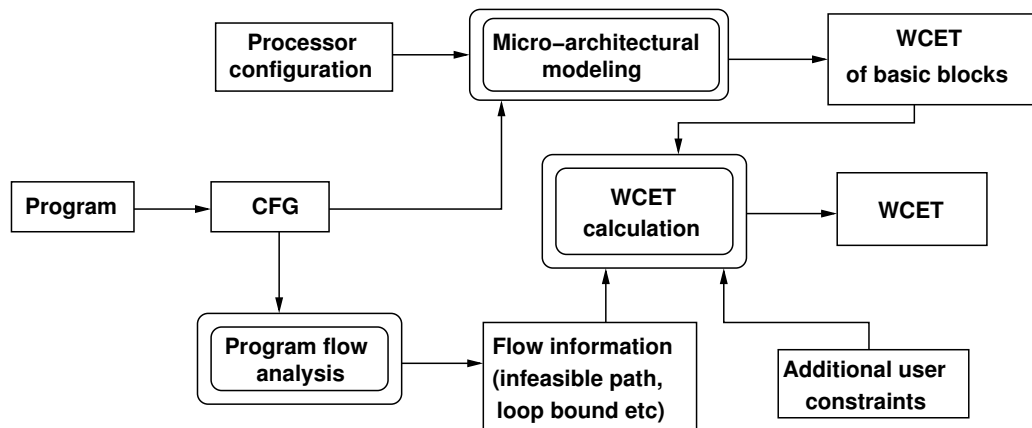 Processor
configuration
Micro−architectural
modeling
WCET
of basic blocks
Program
CFG
WCET
calculation
WCET
Program flow
analysis
Flow information
(infeasible path,
loop bound etc)
Additional user
constraints